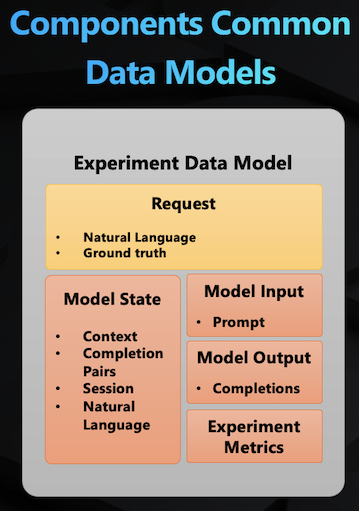 Components Common
Data Models
Experiment Data Model
Request
• Natural Language
• Ground truth
Model State
• Context
• Completion
Pairs
• Session
• Natural
Language
Model Input
• Prompt
Model Output
• Completions
Experiment
Metrics